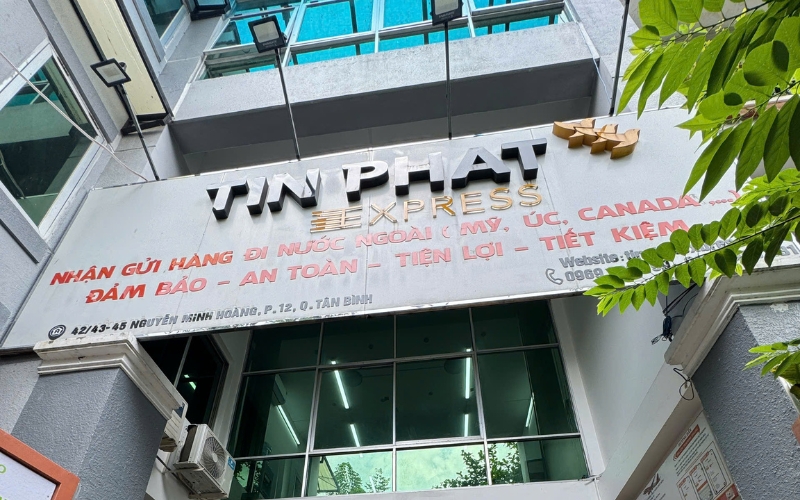 TIN PHAT
EXPRESS
NHẬN GỬI HÀNG ĐI NƯỚC NGOÀI ( MỸ, ÚC, CANADA, ...
ĐẢM BẢO - AN TOÀN - TIỆN LỢI - TIẾT KIỆM
Website:
0969
42/43-45 NGUYỄN MINH HOÀNG, P.12, Q. TÂN BÌNH